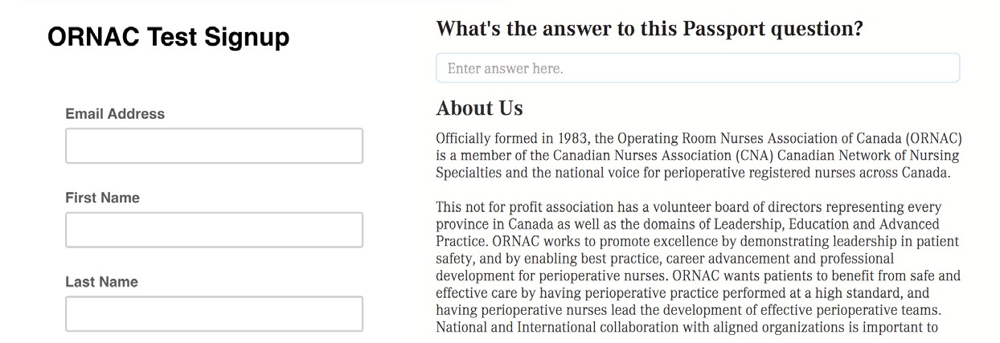 ORNAC Test Signup
Email Address
First Name
Last Name
What's the answer to this Passport question?
Enter answer here.
About Us
Officially formed in 1983, the Operating Room Nurses Association of Canada (ORNAC)
is a member of the Canadian Nurses Association (CNA) Canadian Network of Nursing
Specialties and the national voice for perioperative registered nurses across Canada.
This not for profit association has a volunteer board of directors representing every
province in Canada as well as the domains of Leadership, Education and Advanced
Practice. ORNAC works to promote excellence by demonstrating leadership in patient
safety, and by enabling best practice, career advancement and professional
development for perioperative nurses. ORNAC wants patients to benefit from safe and
effective care by having perioperative practice performed at a high standard, and
having perioperative nurses lead the development of effective perioperative teams.
National and International collaboration with aligned organizations is important to